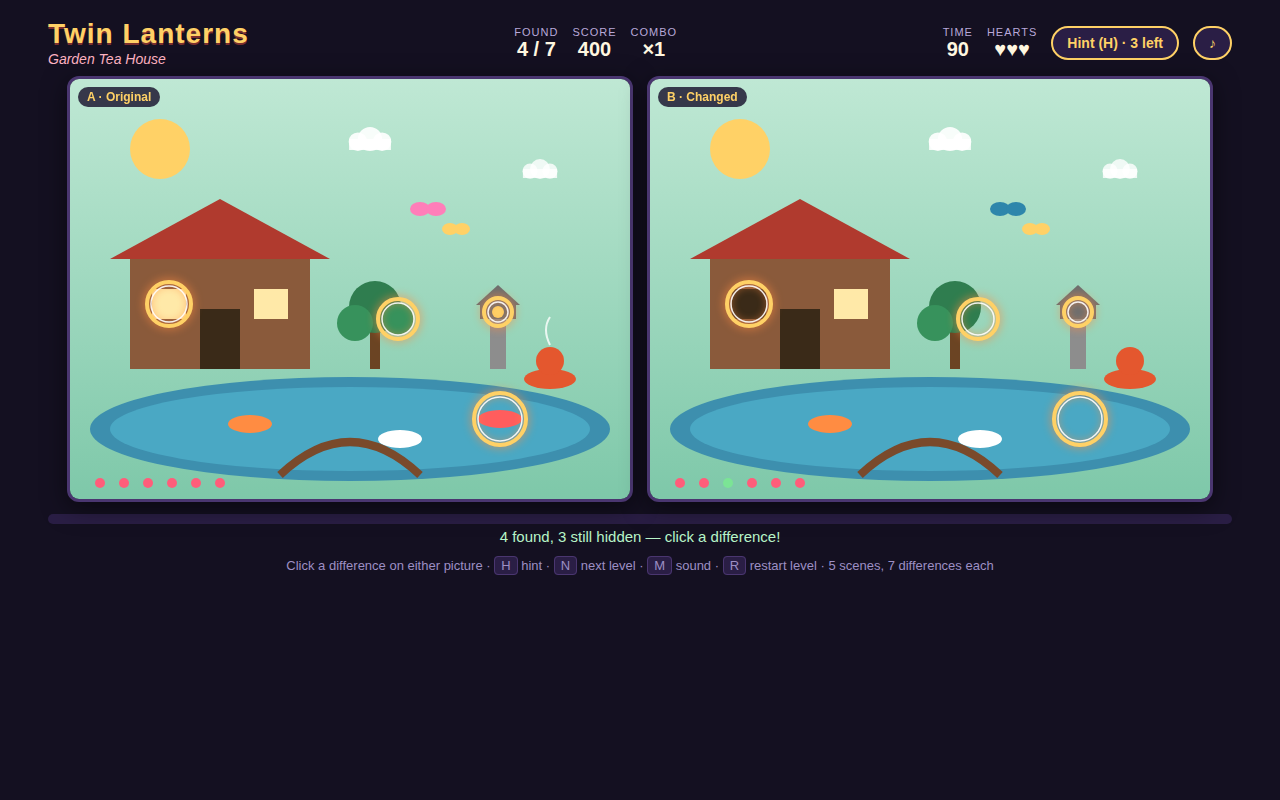 Twin Lanterns
Garden Tea House
FOUND
4 / 7
SCORE
400
COMBO
×1
TIME
90
HEARTS
♥♥♥
Hint (H) · 3 left
♪
A · Original
B · Changed
4 found, 3 still hidden — click a difference!
Click a difference on either picture · H hint · N next level · M sound · R restart level · 5 scenes, 7 differences each